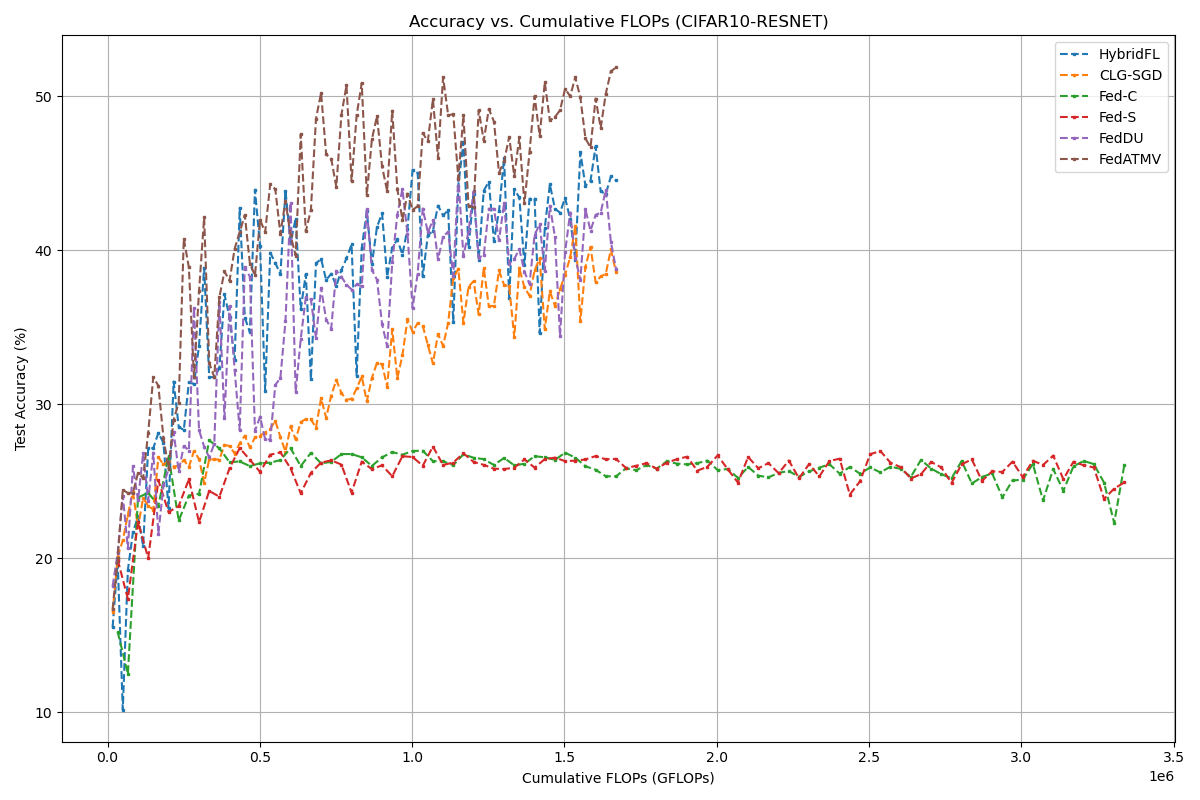 Accuracy vs. Cumulative FLOPs (CIFAR10-RESNET)
HybridFL
CLG-SGD
Fed-C
Fed-S
FedDU
FedATMV
Test Accuracy (%)
50
40
30
20
10
0.0 0.5 1.0 1.5 2.0 2.5 3.0 3.5
1e6
Cumulative FLOPs (GFLOPs)